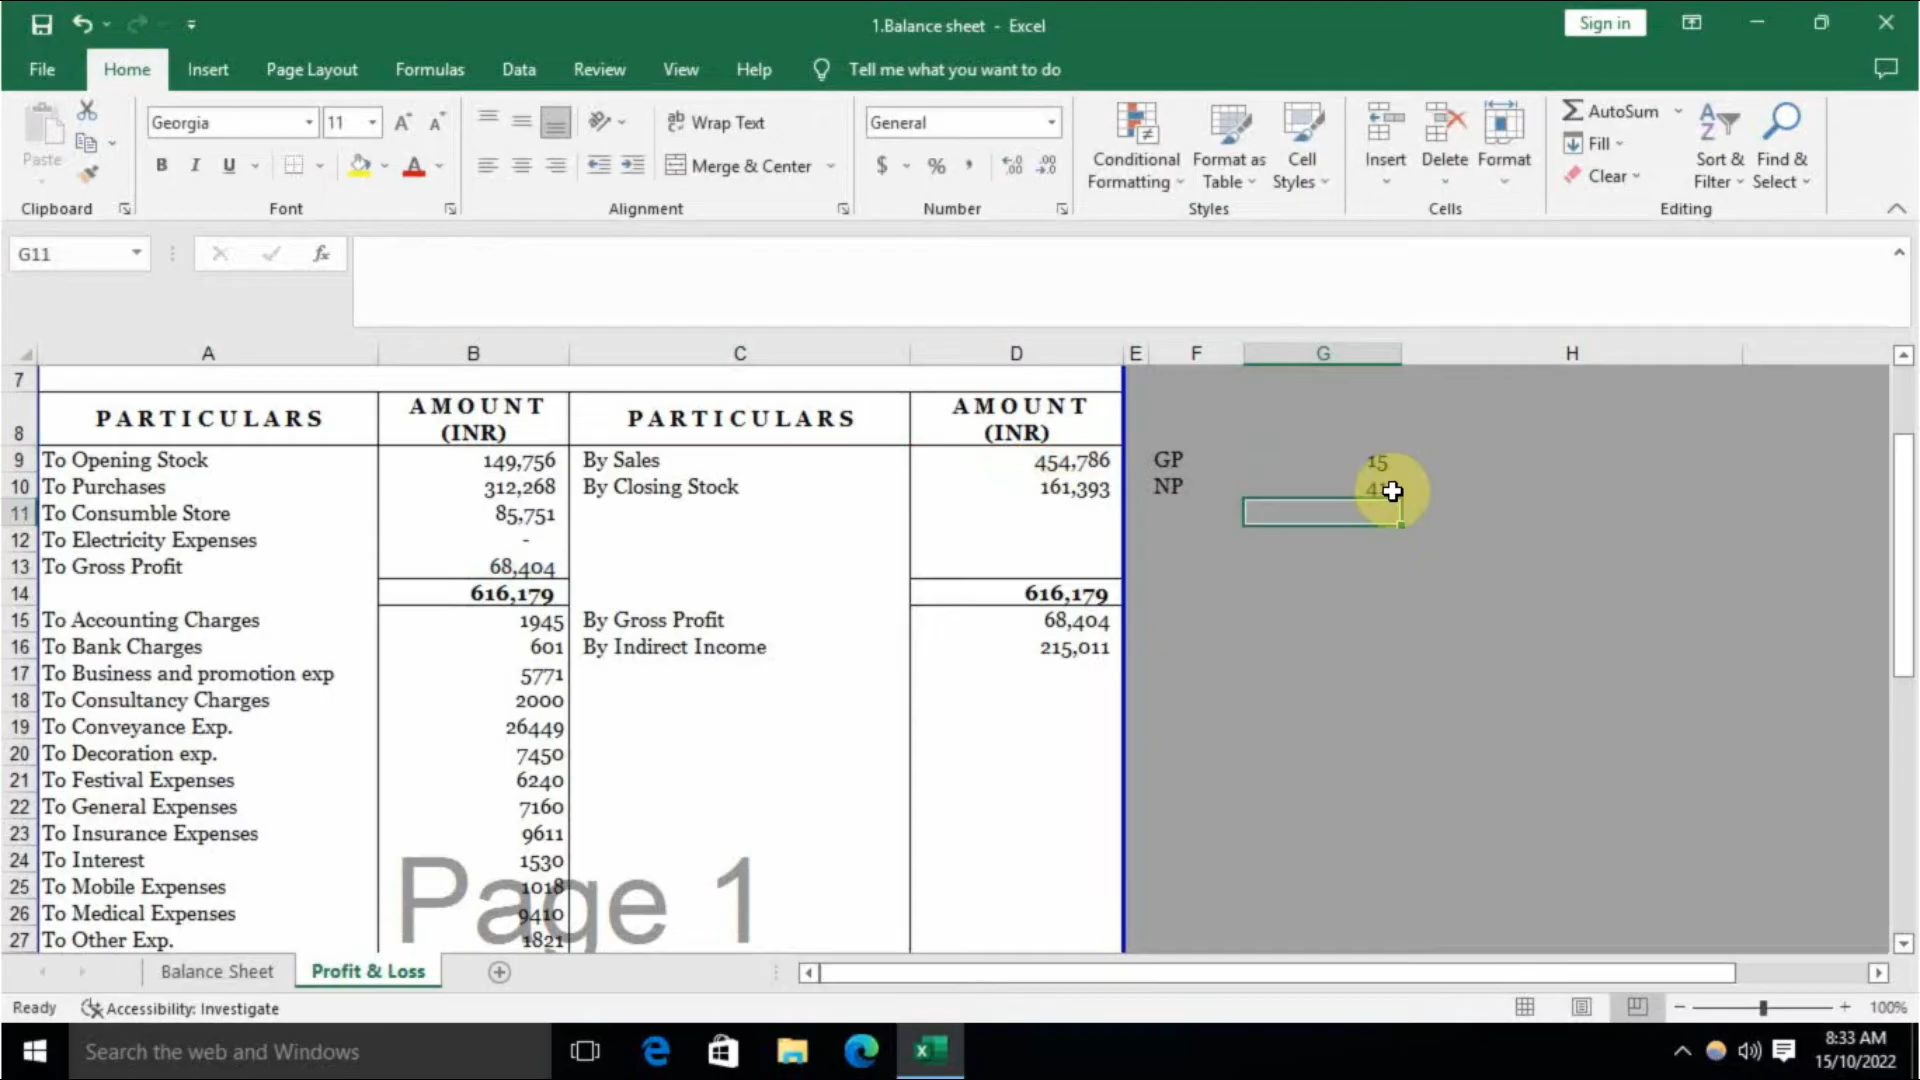 1.Balance sheet - Excel
Sign in
File Home Insert Page Layout Formulas Data Review View Help Tell me what you want to do
Georgia 11 Wrap Text General AutoSum
Paste B I U Merge & Center $ % Conditional Formatting Format as Table Cell Styles Insert Delete Format Fill Clear Sort & Filter Find & Select
Clipboard Font Alignment Number Styles Cells Editing
G11 fx
A B C D E F G H
7
8 PARTICULARS AMOUNT (INR) PARTICULARS AMOUNT (INR)
9 To Opening Stock 149,756 By Sales 454,786 GP 15
10 To Purchases 312,268 By Closing Stock 161,393 NP
11 To Consumble Store 85,751
12 To Electricity Expenses -
13 To Gross Profit 68,404
14 616,179 616,179
15 To Accounting Charges 1945 By Gross Profit 68,404
16 To Bank Charges 601 By Indirect Income 215,011
17 To Business and promotion exp 5771
18 To Consultancy Charges 2000
19 To Conveyance Exp. 26449
20 To Decoration exp. 7450
21 To Festival Expenses 6240
22 To General Expenses 7160
23 To Insurance Expenses 9611
24 To Interest 1530
25 To Mobile Expenses 1018
26 To Medical Expenses 9410
27 To Other Exp. 1821
Page 1
Balance Sheet Profit & Loss
Ready Accessibility: Investigate 100%
Search the web and Windows 8:33 AM
15/10/2022